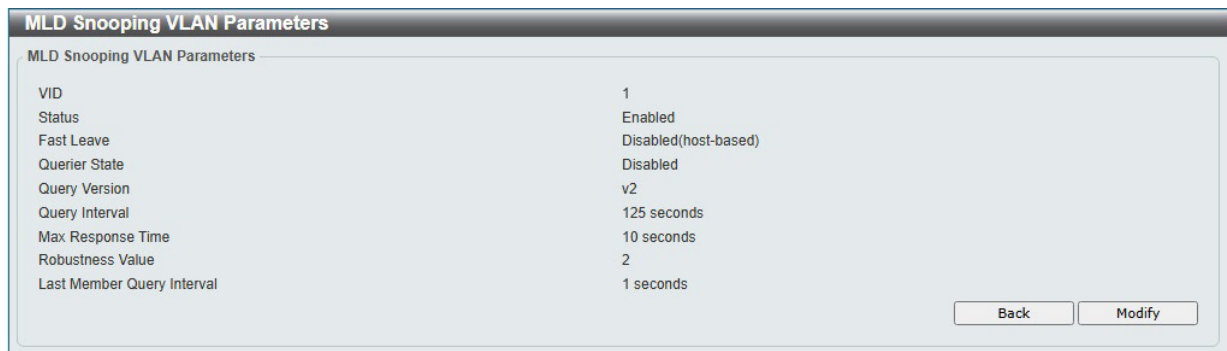 MLD Snooping VLAN Parameters
MLD Snooping VLAN Parameters
VID 1
Status Enabled
Fast Leave Disabled(host-based)
Querier State Disabled
Query Version v2
Query Interval 125 seconds
Max Response Time 10 seconds
Robustness Value 2
Last Member Query Interval 1 seconds
Back Modify